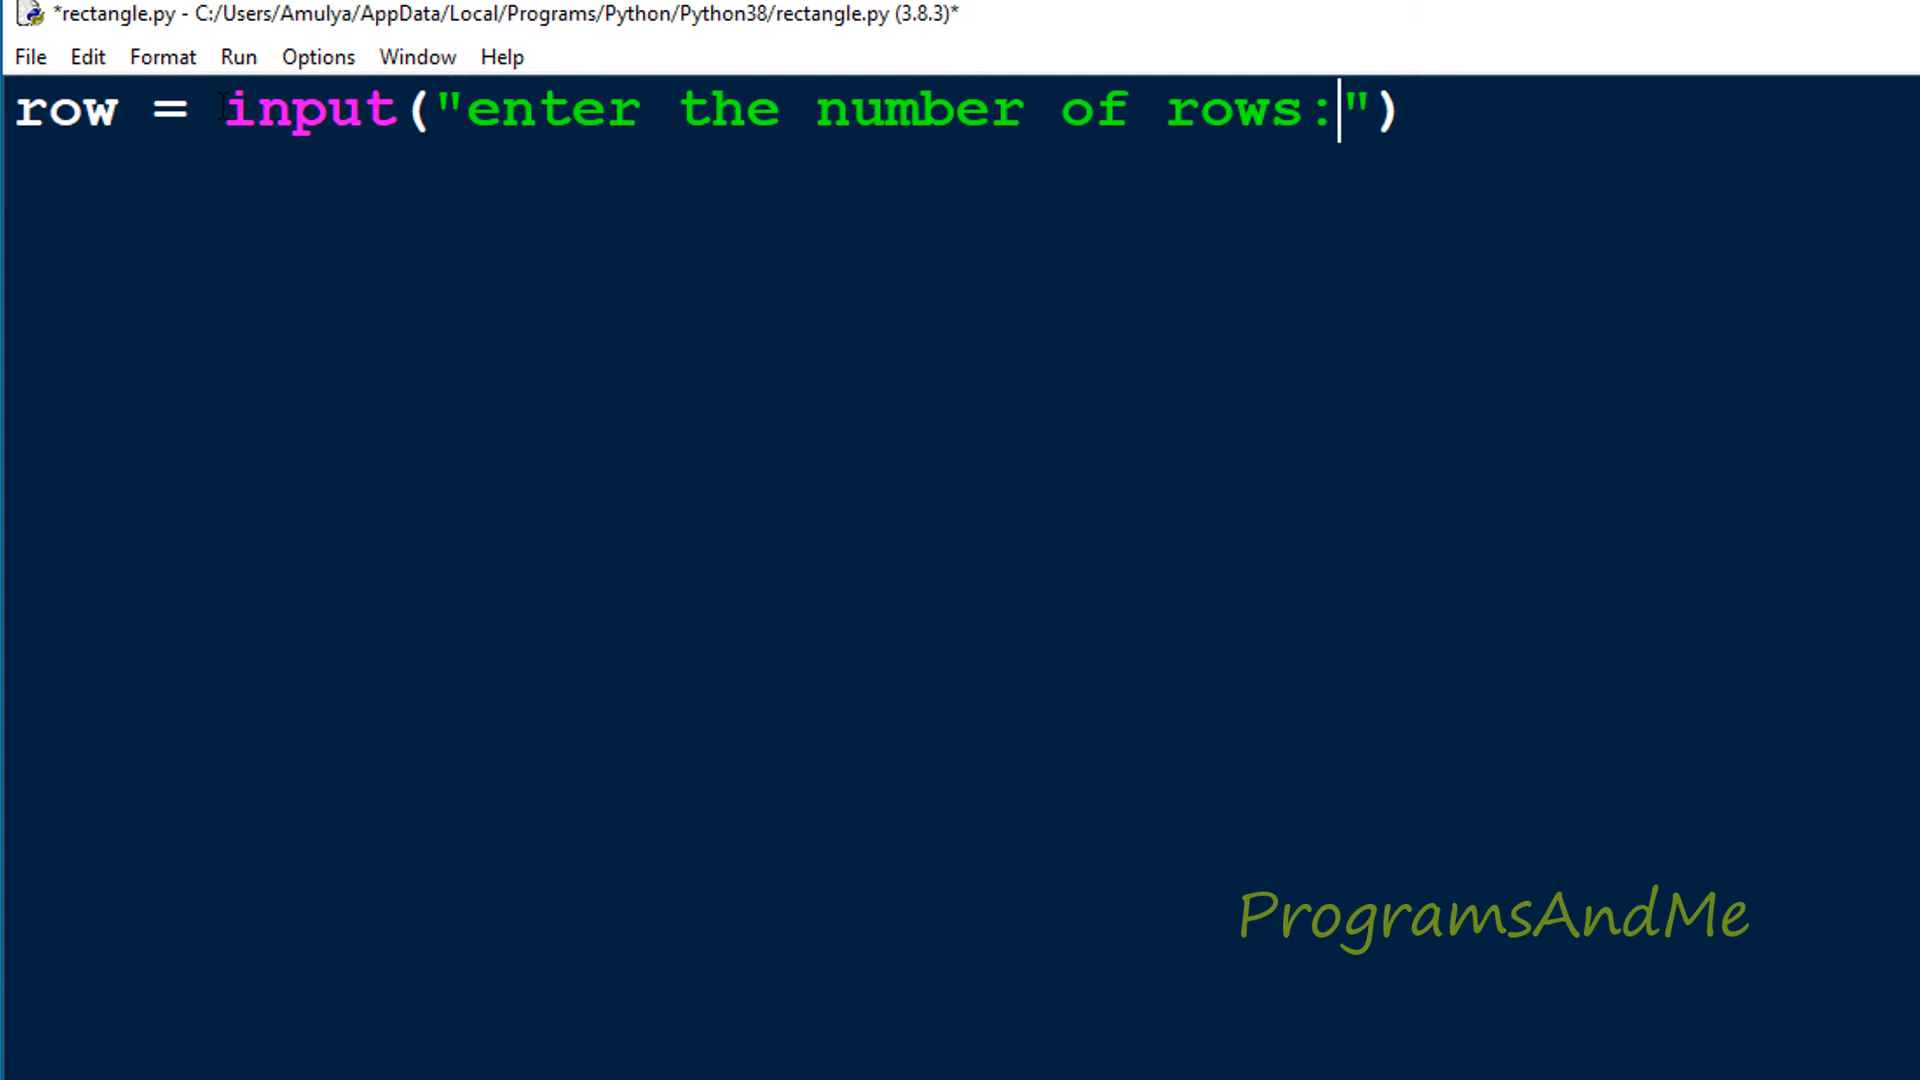 *rectangle.py - C:/Users/Amulya/AppData/Local/Programs/Python/Python38/rectangle.py (3.8.3)*
File Edit Format Run Options Window Help
row = input("enter the number of rows:")
ProgramsAndMe